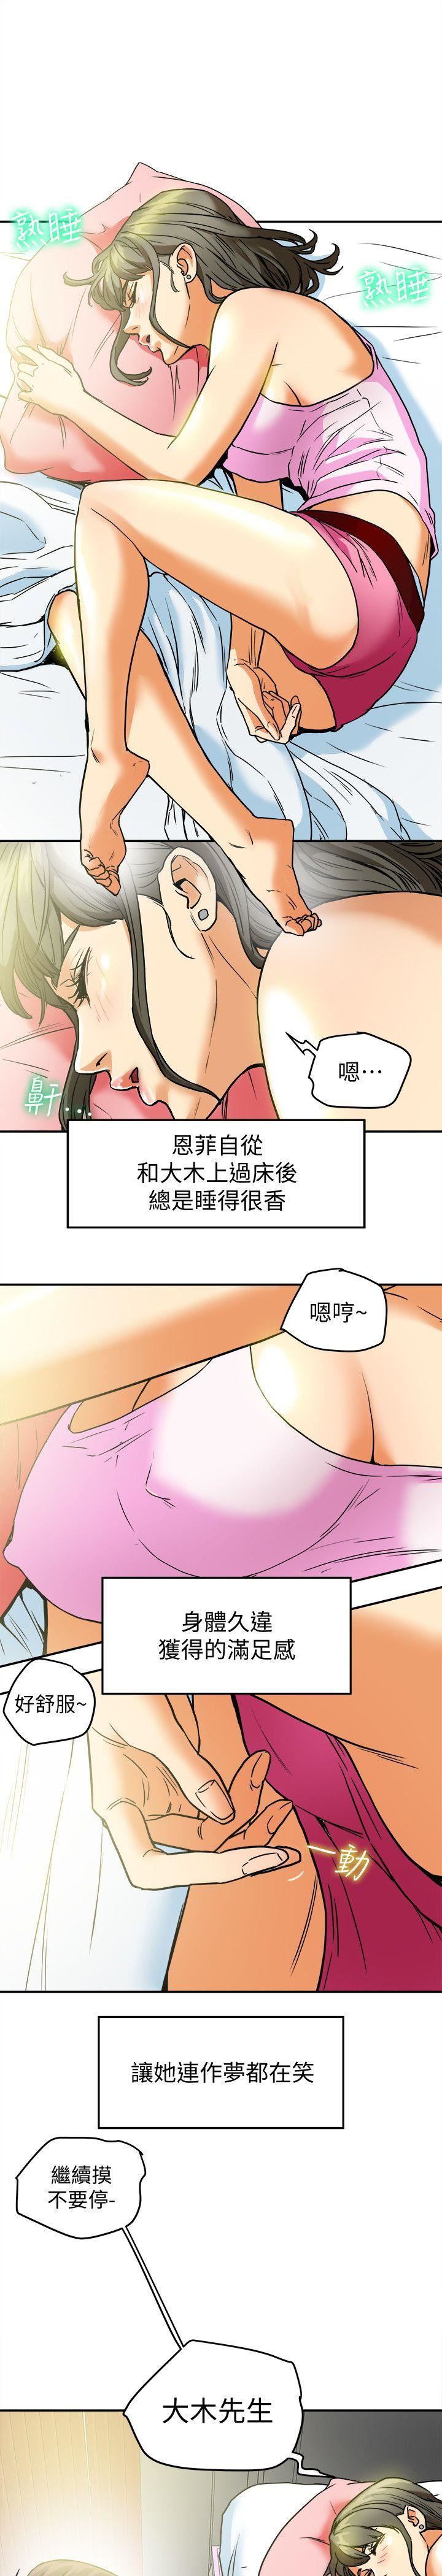 熟睡
熟睡
鼾…
嗯…
恩菲自從
和大木上過床後
總是睡得很香
嗯哼~
身體久違
獲得的滿足感
好舒服~
一動
讓她連作夢都在笑
繼續摸
不要停-
大木先生